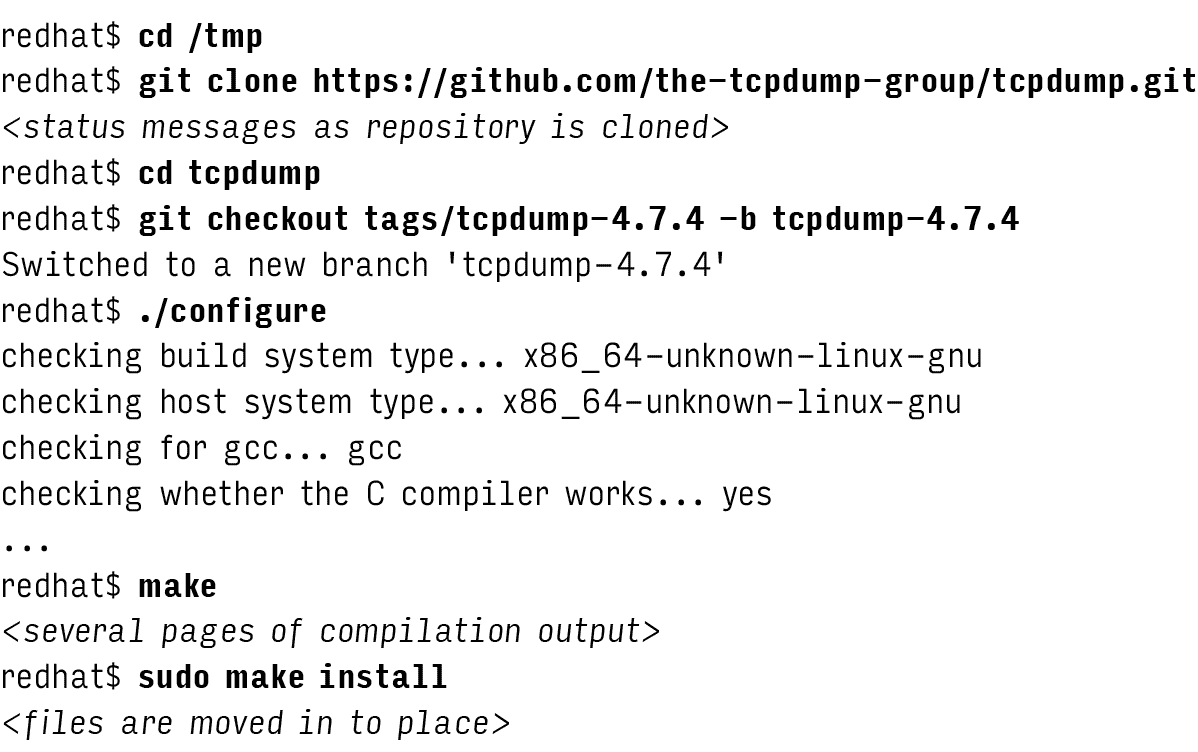 redhat$ cd /tmp
redhat$ git clone https://github.com/the-tcpdump-group/tcpdump.git
<status messages as repository is cloned>
redhat$ cd tcpdump
redhat$ git checkout tags/tcpdump-4.7.4 -b tcpdump-4.7.4
Switched to a new branch 'tcpdump-4.7.4'
redhat$ ./configure
checking build system type... x86_64-unknown-linux-gnu
checking host system type... x86_64-unknown-linux-gnu
checking for gcc... gcc
checking whether the C compiler works... yes
...
redhat$ make
<several pages of compilation output>
redhat$ sudo make install
<files are moved in to place>